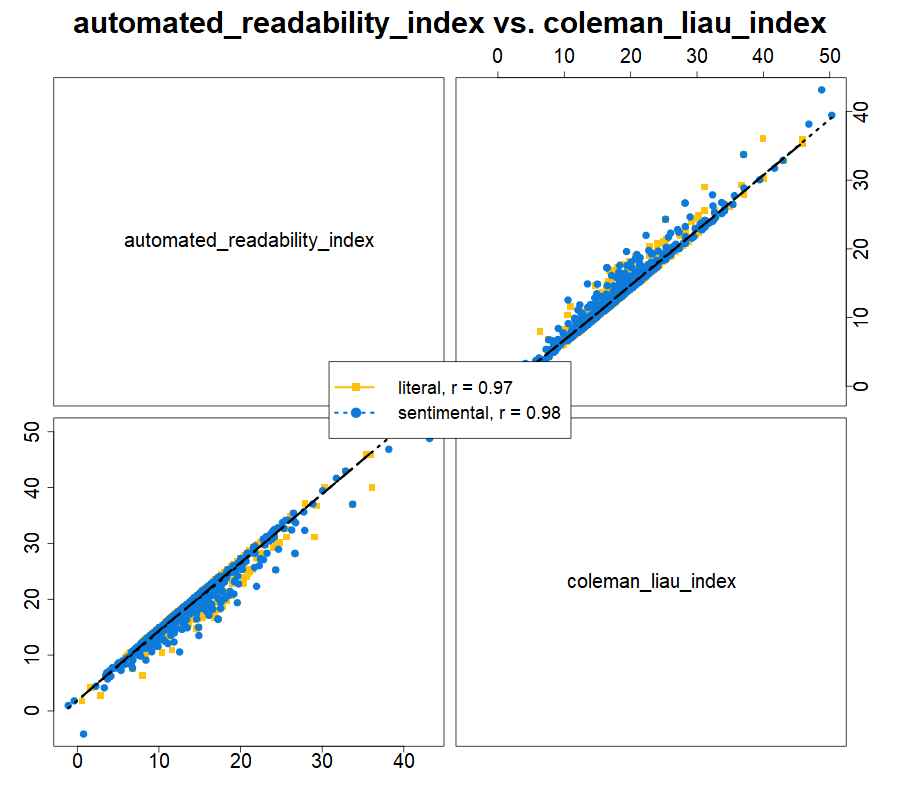 automated_readability_index vs. coleman_liau_index
0 10 20 30 40 50
automated_readability_index
0 10 20 30 40
literal, r = 0.97
sentimental, r = 0.98
0 10 20 30 40 50
coleman_liau_index
0 10 20 30 40